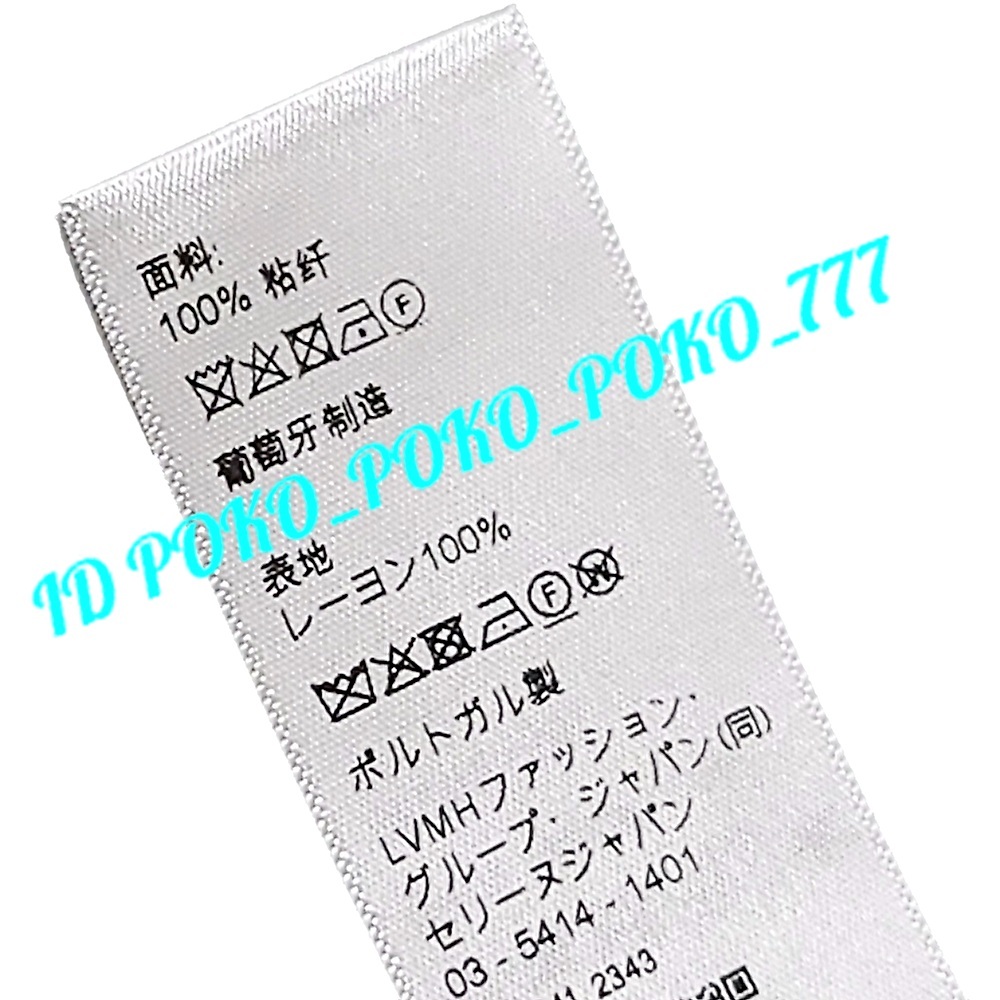 面料:
100% 粘纤
F
葡萄牙制造
ID POKO_POKO_POKO_777
表地
レーヨン100%
F W
ポルトガル製
LVMHファッション・
グループ・ジャパン(同)
セリーヌジャパン
03 - 5414 - 1401
2343